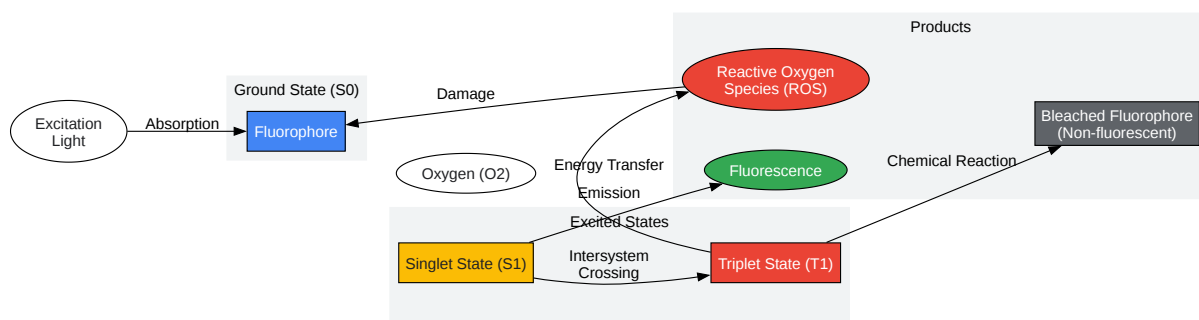 Products
Ground State (S0)
Reactive Oxygen
Species (ROS)
Damage
Excitation
Light
Absorption
Fluorophore
Bleached Fluorophore
(Non-fluorescent)
Oxygen (O2)
Energy Transfer
Fluorescence
Chemical Reaction
Emission
Excited States
Singlet State (S1)
Intersystem
Crossing
Triplet State (T1)